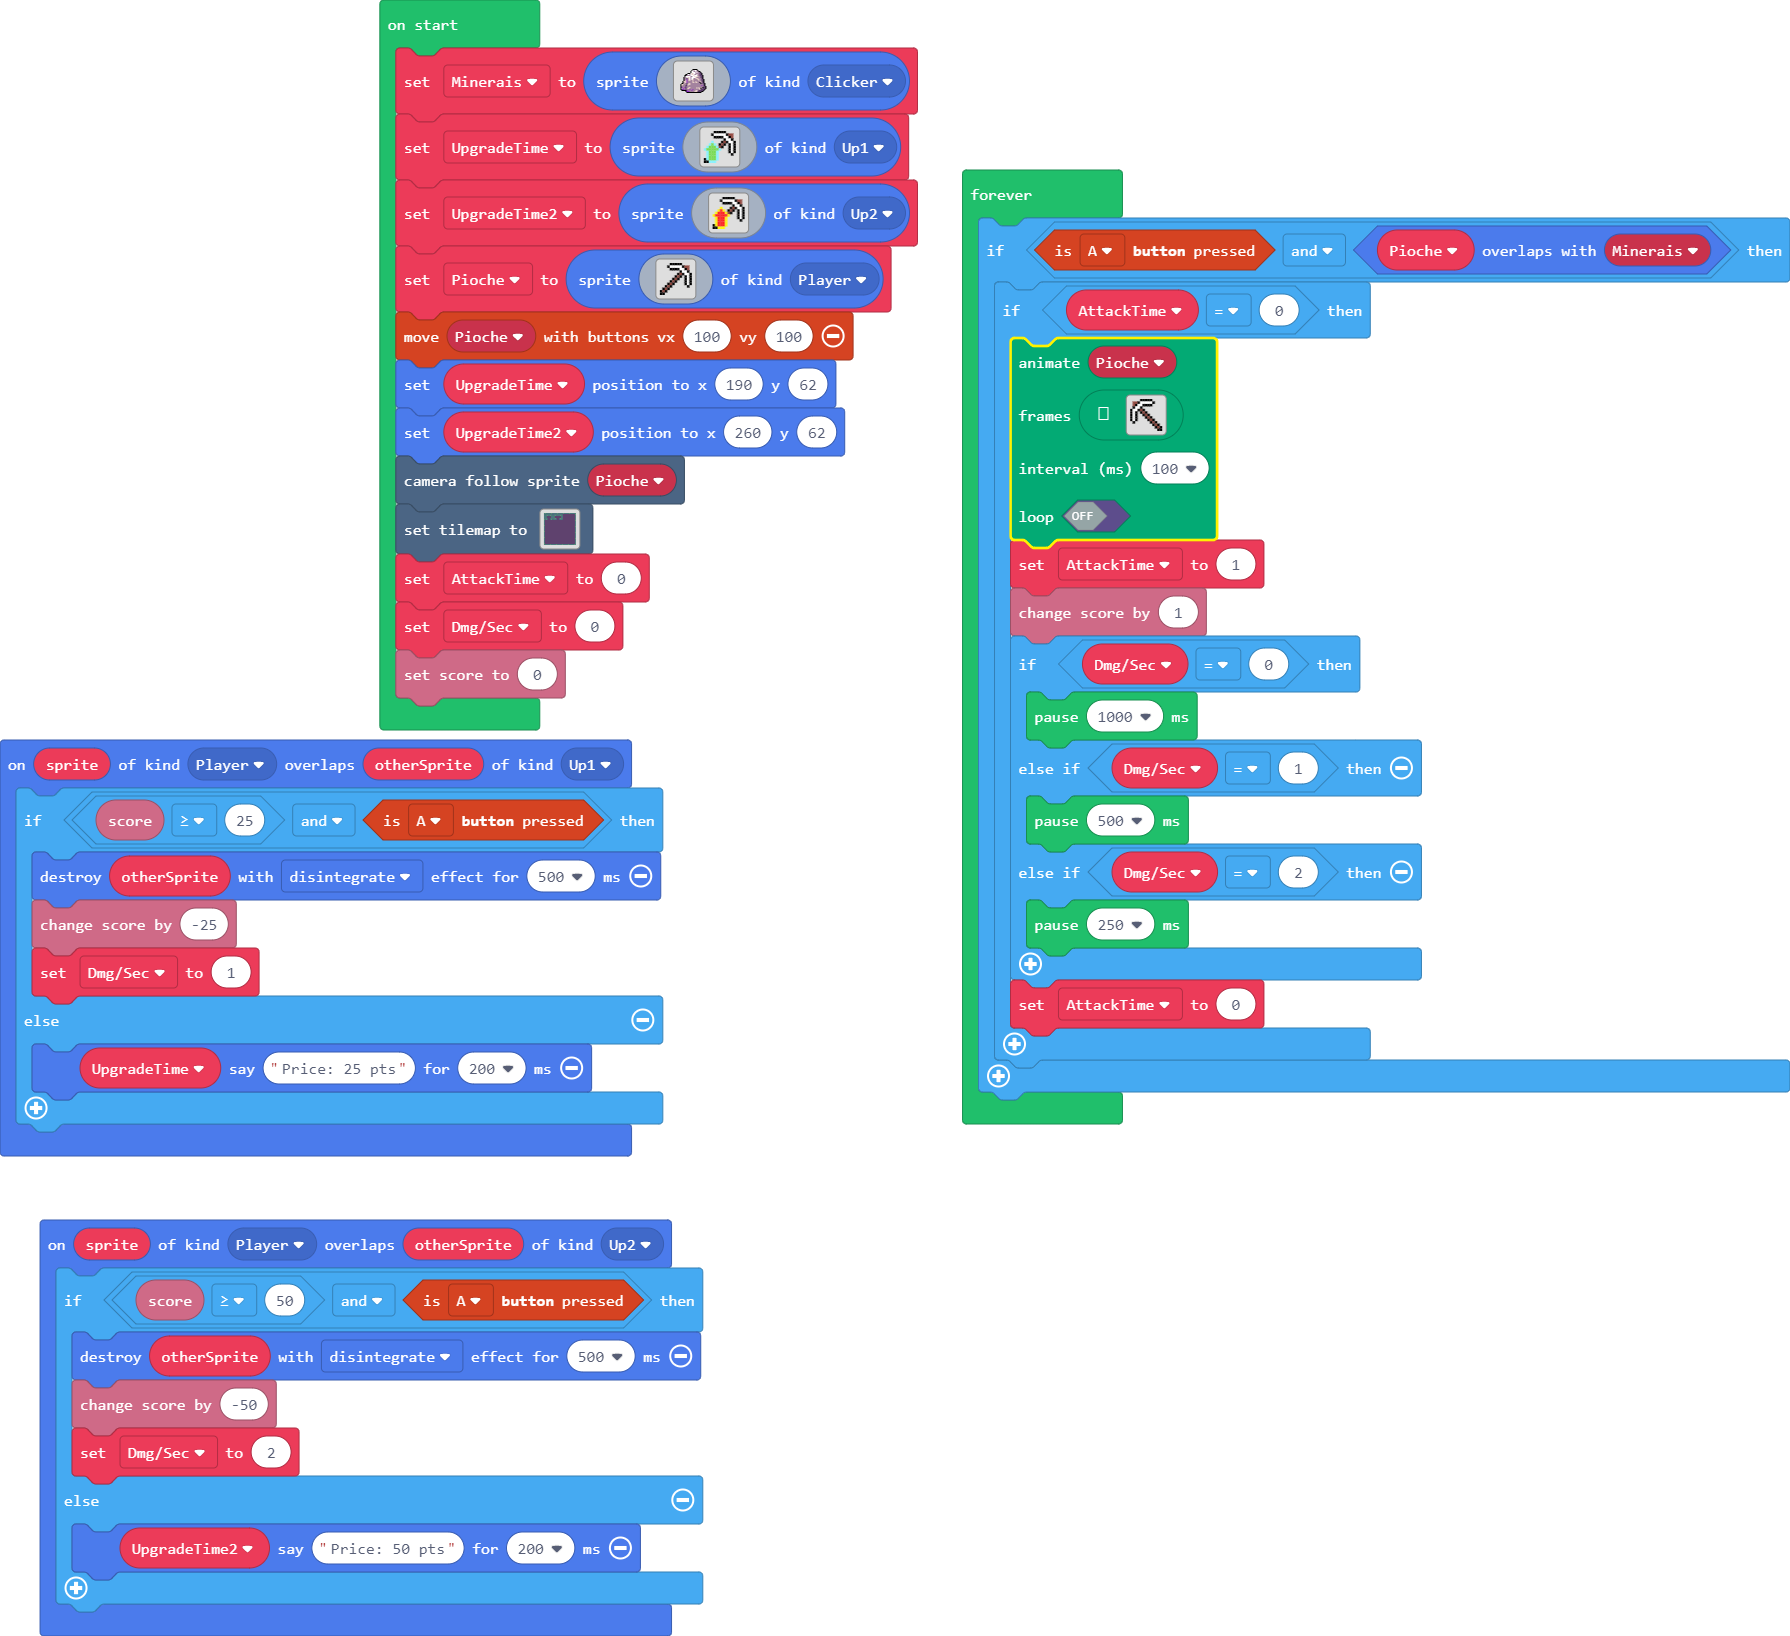 on start
set Minerais to sprite of kind Clicker
set UpgradeTime to sprite of kind Up1
set UpgradeTime2 to sprite of kind Up2
set Pioche to sprite of kind Player
move Pioche with buttons vx 100 vy 100
set UpgradeTime position to x 190 y 62
set UpgradeTime2 position to x 260 y 62
camera follow sprite Pioche
set tilemap to
set AttackTime to 0
set Dmg/Sec to 0
set score to 0
on sprite of kind Player overlaps otherSprite of kind Up1
if score ≥ 25 and is A button pressed then
destroy otherSprite with disintegrate effect for 500 ms
change score by -25
set Dmg/Sec to 1
else
UpgradeTime say "Price: 25 pts" for 200 ms
on sprite of kind Player overlaps otherSprite of kind Up2
if score ≥ 50 and is A button pressed then
destroy otherSprite with disintegrate effect for 500 ms
change score by -50
set Dmg/Sec to 2
else
UpgradeTime2 say "Price: 50 pts" for 200 ms
forever
if is A button pressed and Pioche overlaps with Minerais then
if AttackTime = 0 then
animate Pioche
frames
interval (ms) 100
loop OFF
set AttackTime to 1
change score by 1
if Dmg/Sec = 0 then
pause 1000 ms
else if Dmg/Sec = 1 then
pause 500 ms
else if Dmg/Sec = 2 then
pause 250 ms
set AttackTime to 0